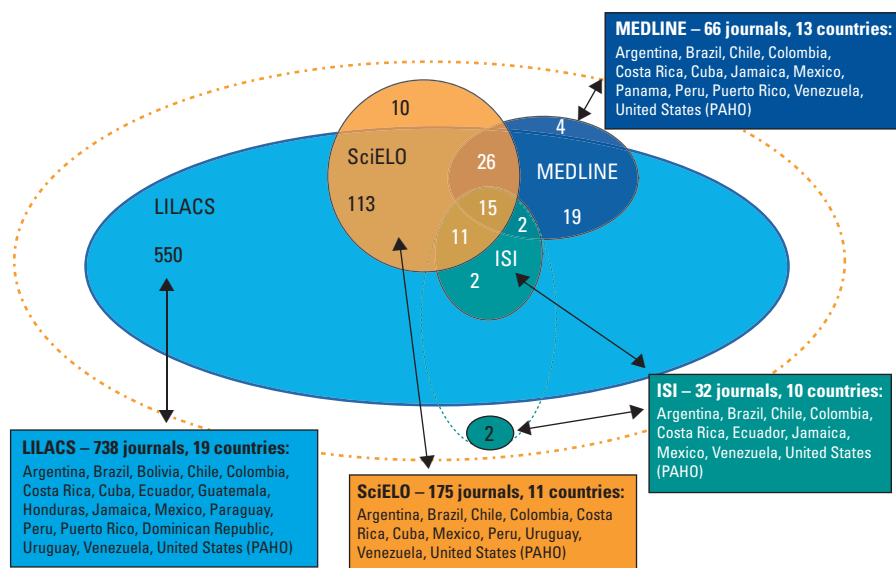 MEDLINE – 66 journals, 13 countries:
Argentina, Brazil, Chile, Colombia,
Costa Rica, Cuba, Jamaica, Mexico,
Panama, Peru, Puerto Rico, Venezuela,
United States (PAHO)
10
4
SciELO
26
MEDLINE
LILACS
113
15
19
2
11
550
ISI
2
2
ISI – 32 journals, 10 countries:
Argentina, Brazil, Chile, Colombia,
Costa Rica, Ecuador, Jamaica,
Mexico, Venezuela, United States
(PAHO)
LILACS – 738 journals, 19 countries:
Argentina, Brazil, Bolivia, Chile, Colombia,
Costa Rica, Cuba, Ecuador, Guatemala,
Honduras, Jamaica, Mexico, Paraguay,
Peru, Puerto Rico, Dominican Republic,
Uruguay, Venezuela, United States (PAHO)
SciELO – 175 journals, 11 countries:
Argentina, Brazil, Chile, Colombia, Costa
Rica, Cuba, Mexico, Peru, Uruguay,
Venezuela, United States (PAHO)